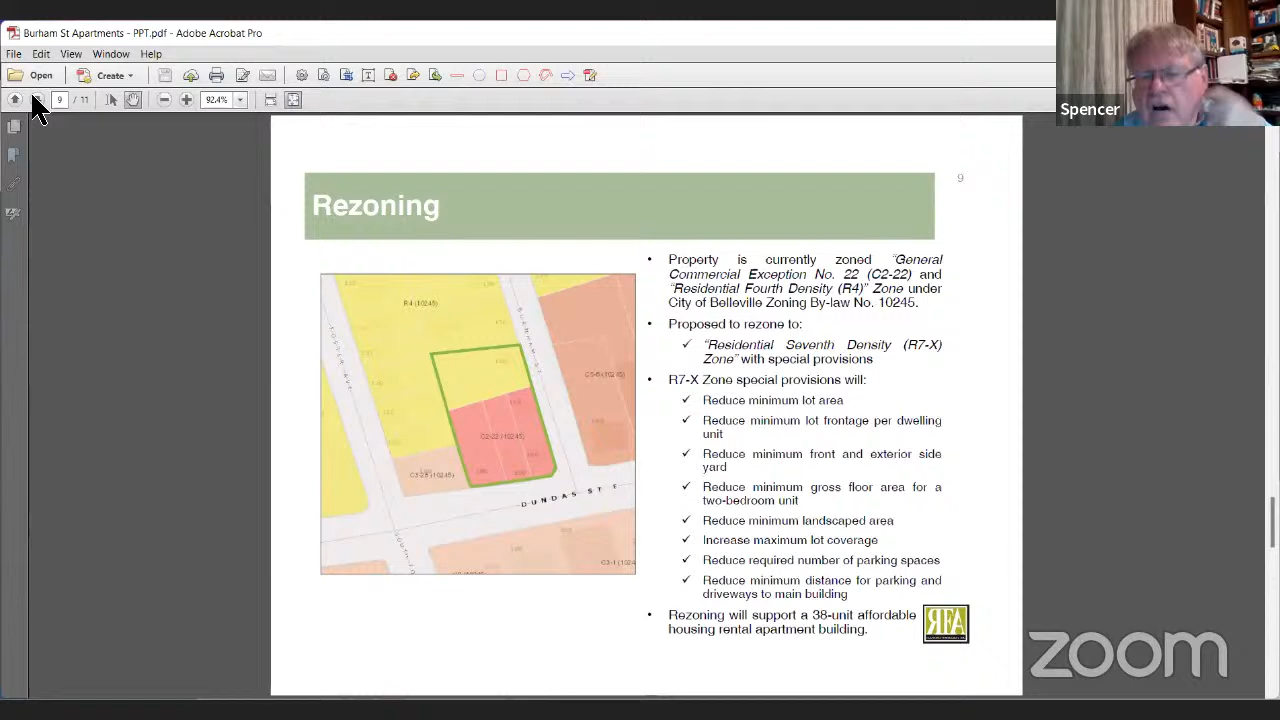 Burham St Apartments - PPT.pdf - Adobe Acrobat Pro
File Edit View Window Help
Open Create
9 / 11 92.4%
Spencer
9
Rezoning
R4 (10245)
C2-22 (10245)
DUNDAS ST E
• Property is currently zoned “General
Commercial Exception No. 22 (C2-22) and
“Residential Fourth Density (R4)” Zone under
City of Belleville Zoning By-law No. 10245.
• Proposed to rezone to:
✓ “Residential Seventh Density (R7-X)
Zone” with special provisions
• R7-X Zone special provisions will:
✓ Reduce minimum lot area
✓ Reduce minimum lot frontage per dwelling
unit
✓ Reduce minimum front and exterior side
yard
✓ Reduce minimum gross floor area for a
two-bedroom unit
✓ Reduce minimum landscaped area
✓ Increase maximum lot coverage
✓ Reduce required number of parking spaces
✓ Reduce minimum distance for parking and
driveways to main building
• Rezoning will support a 38-unit affordable
housing rental apartment building.
RFA
zoom